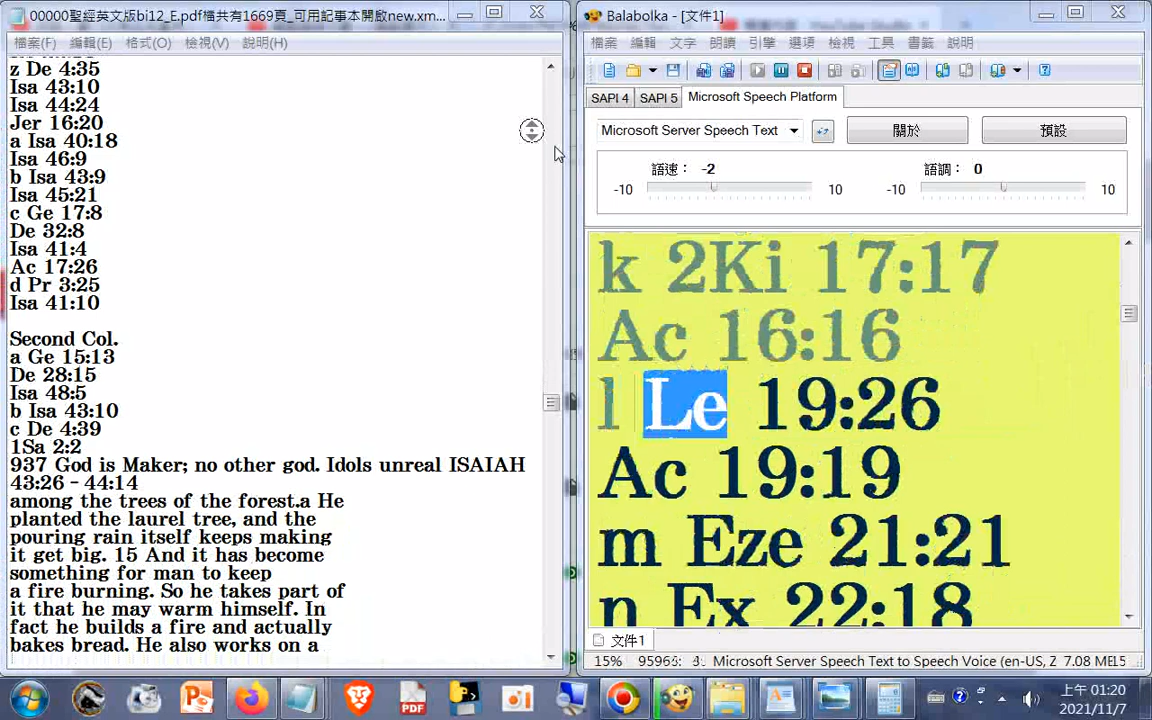 00000聖經英文版bi12_E.pdf檔共有1669頁_可用記事本開啟new.xm...
檔案(F) 編輯(E) 格式(O) 檢視(V) 說明(H)
z De 4:35
Isa 43:10
Isa 44:24
Jer 16:20
a Isa 40:18
Isa 46:9
b Isa 43:9
Isa 45:21
c Ge 17:8
De 32:8
Isa 41:4
Ac 17:26
d Pr 3:25
Isa 41:10
Second Col.
a Ge 15:13
De 28:15
Isa 48:5
b Isa 43:10
c De 4:39
1Sa 2:2
937 God is Maker; no other god. Idols unreal ISAIAH
43:26 - 44:14
among the trees of the forest.a He
planted the laurel tree, and the
pouring rain itself keeps making
it get big. 15 And it has become
something for man to keep
a fire burning. So he takes part of
it that he may warm himself. In
fact he builds a fire and actually
bakes bread. He also works on a
Balabolka - [文件1]
檔案 編輯 文字 朗讀 引擎 選項 檢視 工具 書籤 說明
SAPI 4 SAPI 5 Microsoft Speech Platform
Microsoft Server Speech Text 關於 預設
語速： -2 語調： 0
-10 10 -10 10
k 2Ki 17:17
Ac 16:16
l Le 19:26
Ac 19:19
m Eze 21:21
n Ex 22:18
文件1
15% Microsoft Server Speech Text to Speech Voice (en-US, Z 7.08 ME
PDF
上午 01:20
2021/11/7